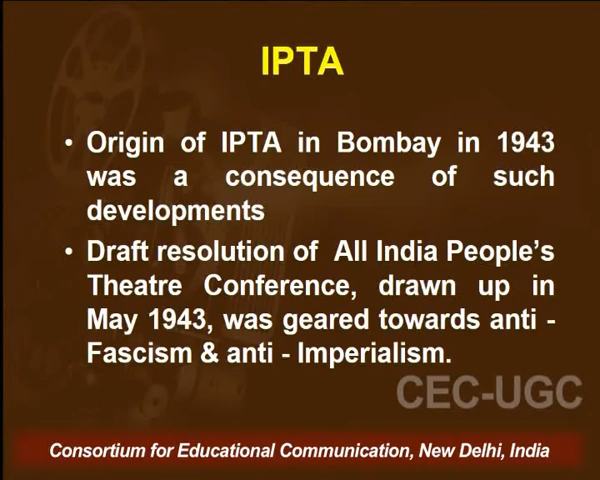 IPTA
• Origin of IPTA in Bombay in 1943
was a consequence of such
developments
• Draft resolution of All India People's
Theatre Conference, drawn up in
May 1943, was geared towards anti -
Fascism & anti - Imperialism.
CEC-UGC
Consortium for Educational Communication, New Delhi, India